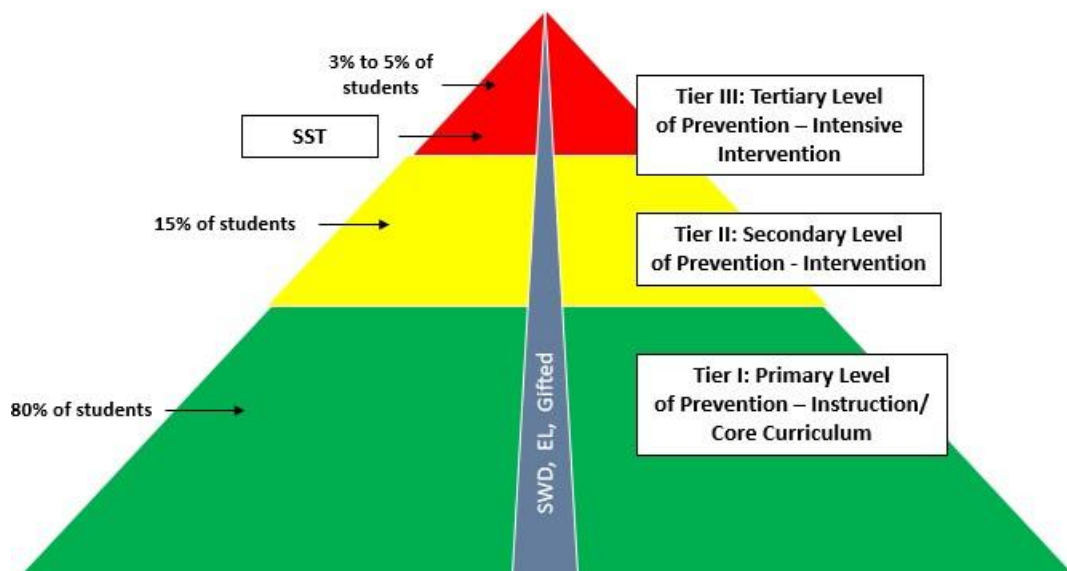 3% to 5% of
students
SST
Tier III: Tertiary Level
of Prevention – Intensive
Intervention
15% of students
Tier II: Secondary Level
of Prevention - Intervention
80% of students
Tier I: Primary Level
of Prevention – Instruction/
Core Curriculum
SWD, EL, Gifted